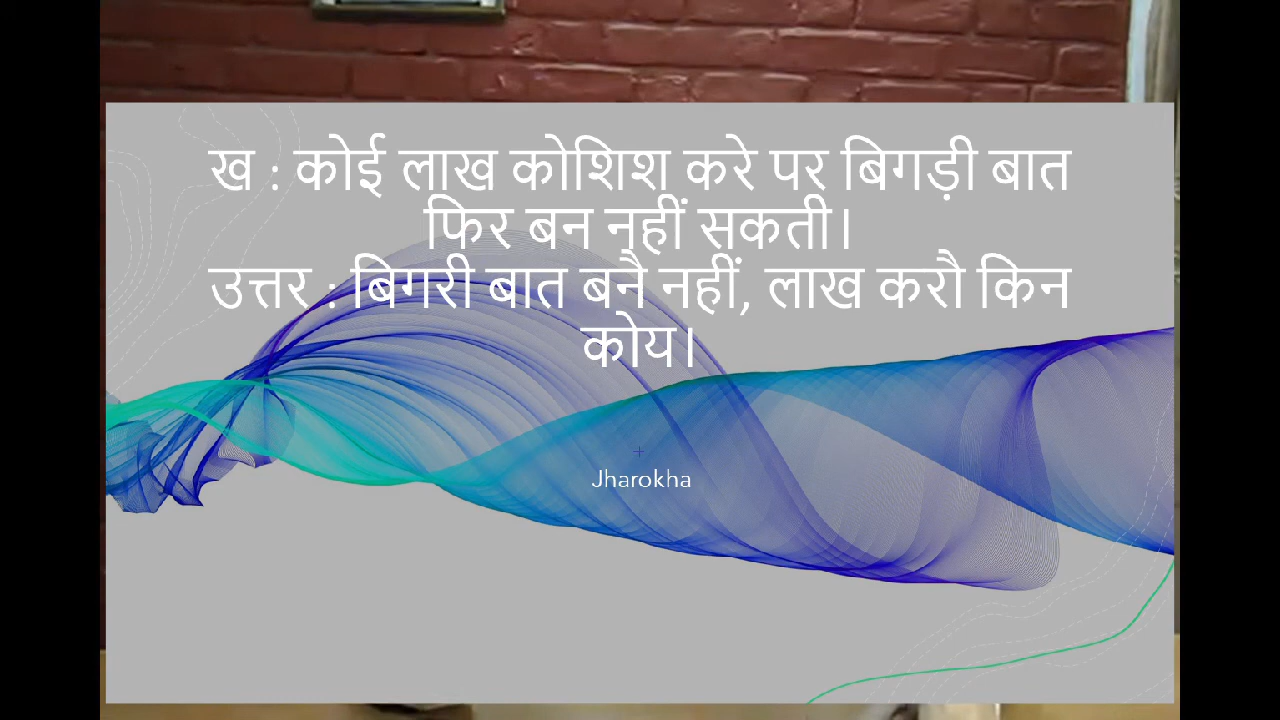 ख : कोई लाख कोशिश करे पर बिगड़ी बात
फिर बन नहीं सकती।
उत्तर : बिगरी बात बनै नहीं, लाख करौ किन
कोय।
Jharokha